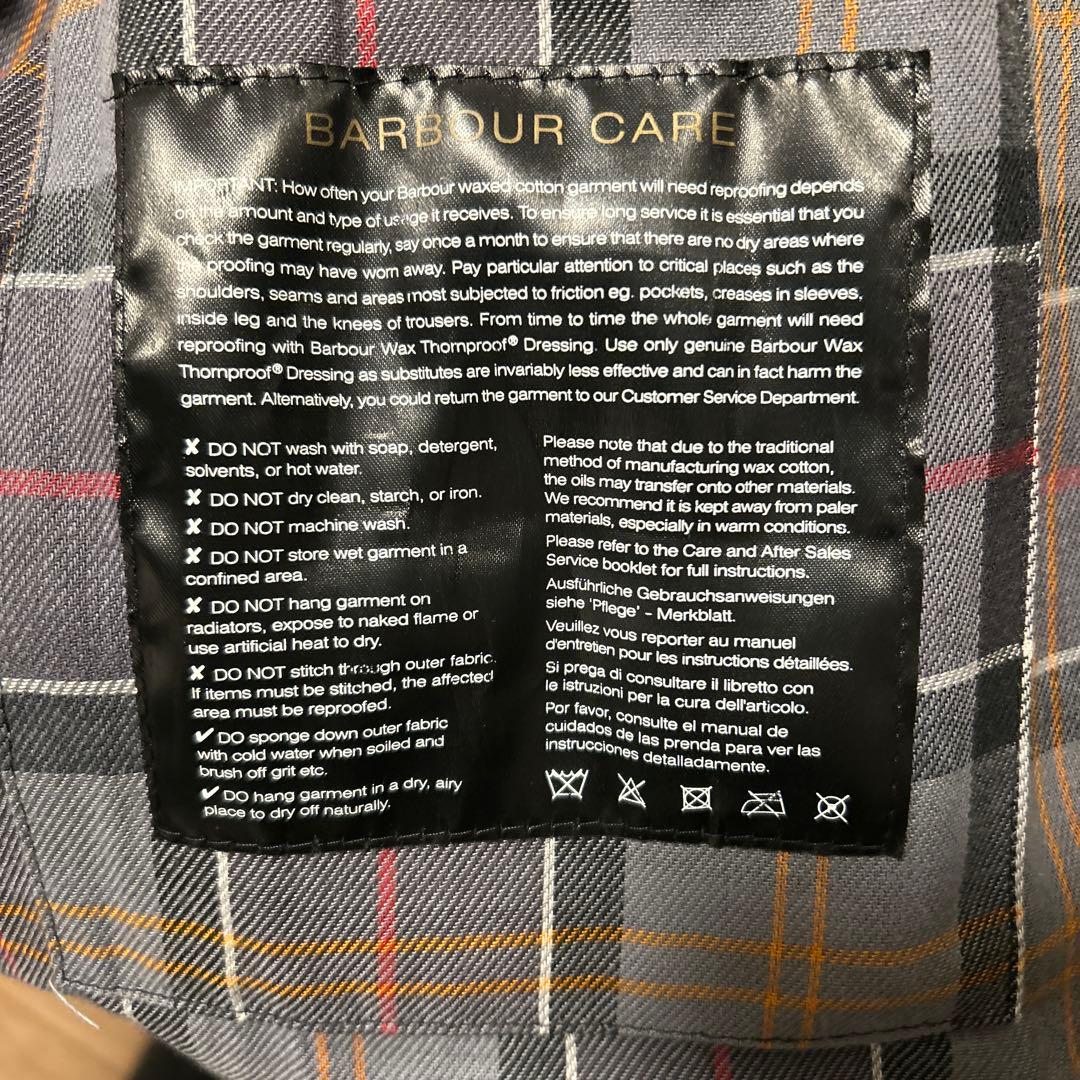 BARBOUR CARE
IMPORTANT: How often your Barbour waxed cotton garment will need reproofing depends
on the amount and type of usage it receives. To ensure long service it is essential that you
check the garment regularly, say once a month to ensure that there are no dry areas where
the proofing may have worn away. Pay particular attention to critical places such as the
shoulders, seams and areas most subjected to friction eg. pockets, creases in sleeves,
inside leg and the knees of trousers. From time to time the whole garment will need
reproofing with Barbour Wax Thornproof® Dressing. Use only genuine Barbour Wax
Thornproof® Dressing as substitutes are invariably less effective and can in fact harm the
garment. Alternatively, you could return the garment to our Customer Service Department.
✘ DO NOT wash with soap, detergent,
solvents, or hot water.
✘ DO NOT dry clean, starch, or iron.
✘ DO NOT machine wash.
✘ DO NOT store wet garment in a
confined area.
✘ DO NOT hang garment on
radiators, expose to naked flame or
use artificial heat to dry.
✘ DO NOT stitch through outer fabric.
If items must be stitched, the affected
area must be reproofed.
✔ DO sponge down outer fabric
with cold water when soiled and
brush off grit etc.
✔ DO hang garment in a dry, airy
place to dry off naturally.
Please note that due to the traditional
method of manufacturing wax cotton,
the oils may transfer onto other materials.
We recommend it is kept away from paler
materials, especially in warm conditions.
Please refer to the Care and After Sales
Service booklet for full instructions.
Ausführliche Gebrauchsanweisungen
siehe 'Pflege' - Merkblatt.
Veuillez vous reporter au manuel
d'entretien pour les instructions détaillées.
Si prega di consultare il libretto con
le istruzioni per la cura dell'articolo.
Por favor, consulte el manual de
cuidados de las prenda para ver las
instrucciones detalladamente.